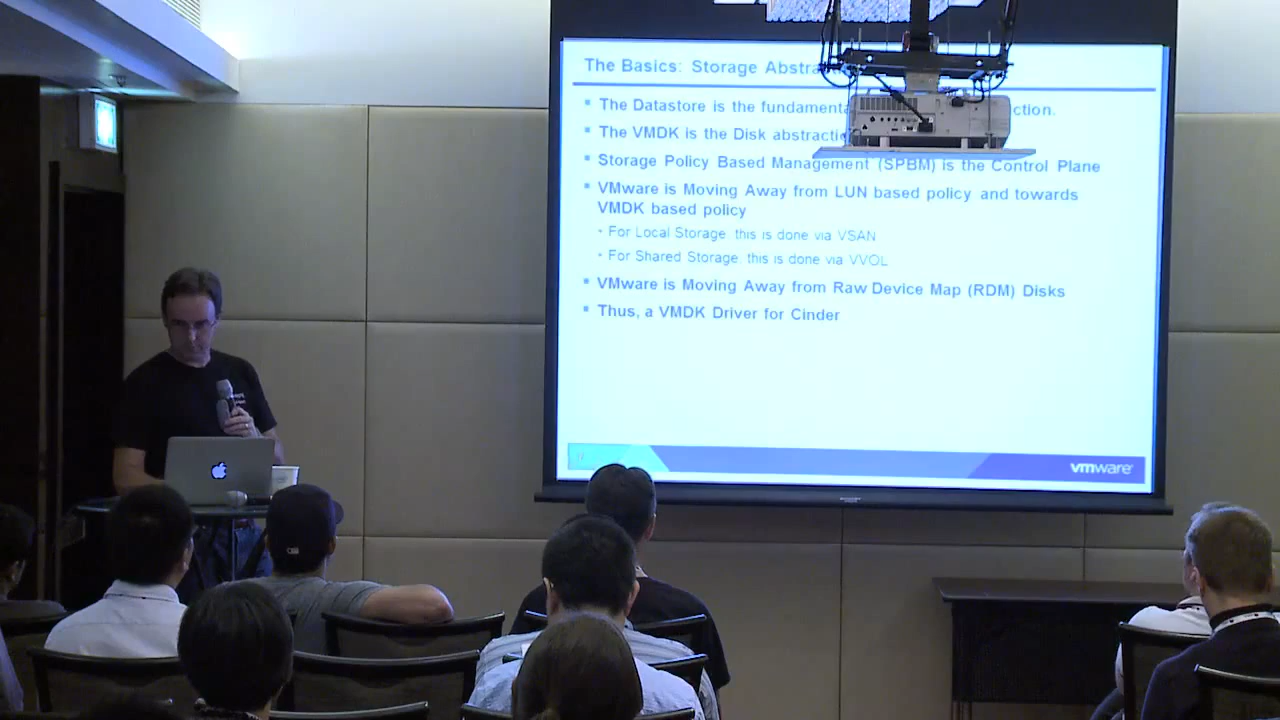 The Basics: Storage Abstra
The Datastore is the fundamenta ction.
The VMDK is the Disk abstractio
Storage Policy Based Management (SPBM) is the Control Plane
VMware is Moving Away from LUN based policy and towards
VMDK based policy
For Local Storage: this is done via VSAN
For Shared Storage: this is done via VVOL
VMware is Moving Away from Raw Device Map (RDM) Disks
Thus, a VMDK Driver for Cinder
vmware